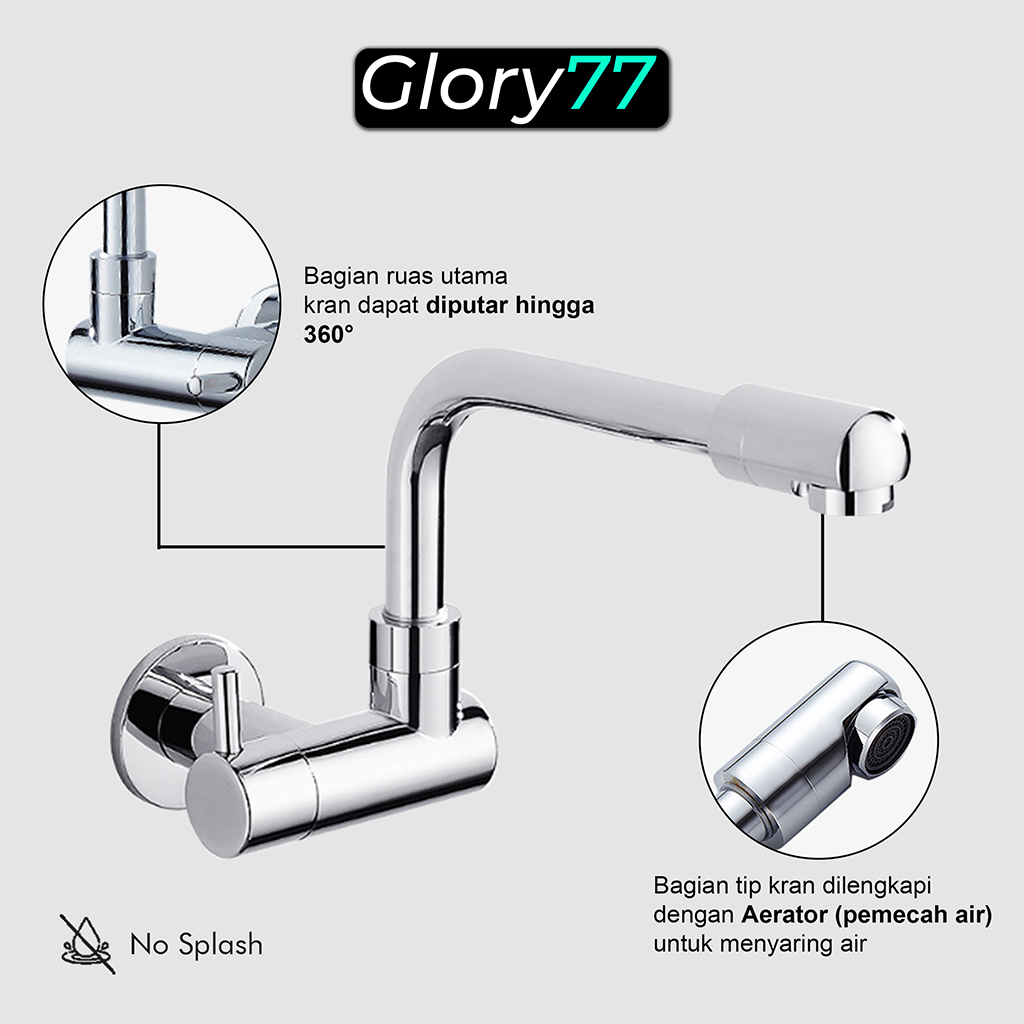 Glory77
Bagian ruas utama
kran dapat diputar hingga
360°
Bagian tip kran dilengkapi
dengan Aerator (pemecah air)
untuk menyaring air
No Splash